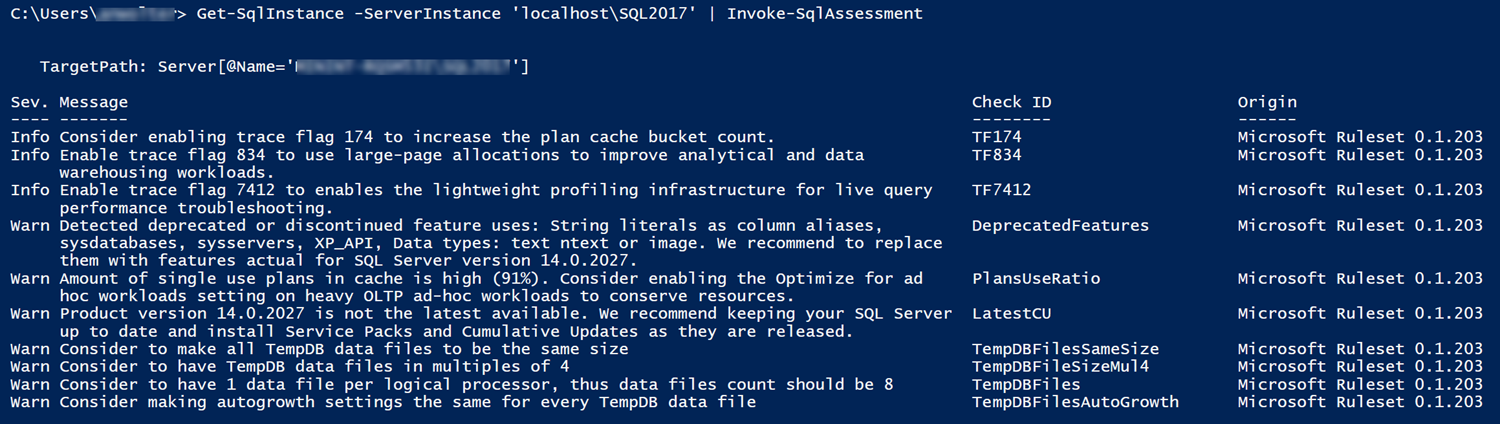 C:\Users\> Get-SqlInstance -ServerInstance 'localhost\SQL2017' | Invoke-SqlAssessment
TargetPath: Server[@Name='']
Sev. Message Check ID Origin
---- ------- -------- ------
Info Consider enabling trace flag 174 to increase the plan cache bucket count. TF174 Microsoft Ruleset 0.1.203
Info Enable trace flag 834 to use large-page allocations to improve analytical and data TF834 Microsoft Ruleset 0.1.203
warehousing workloads.
Info Enable trace flag 7412 to enables the lightweight profiling infrastructure for live query TF7412 Microsoft Ruleset 0.1.203
performance troubleshooting.
Warn Detected deprecated or discontinued feature uses: String literals as column aliases, DeprecatedFeatures Microsoft Ruleset 0.1.203
sysdatabases, sysservers, XP_API, Data types: text ntext or image. We recommend to replace
them with features actual for SQL Server version 14.0.2027.
Warn Amount of single use plans in cache is high (91%). Consider enabling the Optimize for ad PlansUseRatio Microsoft Ruleset 0.1.203
hoc workloads setting on heavy OLTP ad-hoc workloads to conserve resources.
Warn Product version 14.0.2027 is not the latest available. We recommend keeping your SQL Server LatestCU Microsoft Ruleset 0.1.203
up to date and install Service Packs and Cumulative Updates as they are released.
Warn Consider to make all TempDB data files to be the same size TempDBFilesSameSize Microsoft Ruleset 0.1.203
Warn Consider to have TempDB data files in multiples of 4 TempDBFileSizeMul4 Microsoft Ruleset 0.1.203
Warn Consider to have 1 data file per logical processor, thus data files count should be 8 TempDBFiles Microsoft Ruleset 0.1.203
Warn Consider making autogrowth settings the same for every TempDB data file TempDBFilesAutoGrowth Microsoft Ruleset 0.1.203